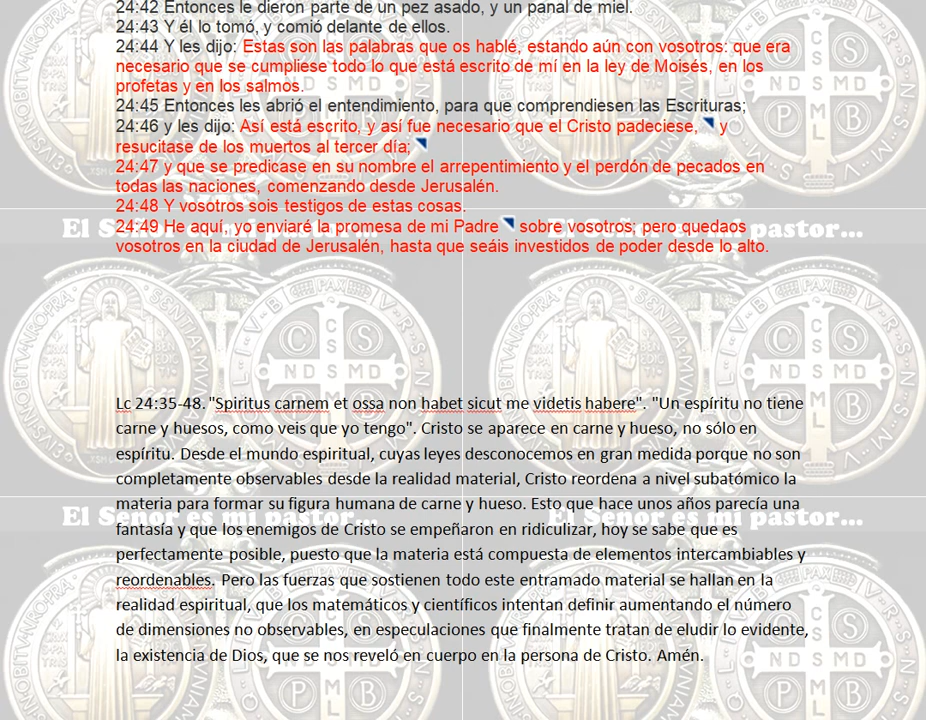 24:42 Entonces le dieron parte de un pez asado, y un panal de miel.
24:43 Y él lo tomó, y comió delante de ellos.
24:44 Y les dijo: Estas son las palabras que os hablé, estando aún con vosotros: que era
necesario que se cumpliese todo lo que está escrito de mí en la ley de Moisés, en los
profetas y en los salmos.
24:45 Entonces les abrió el entendimiento, para que comprendiesen las Escrituras;
24:46 y les dijo: Así está escrito, y así fue necesario que el Cristo padeciese, y
resucitase de los muertos al tercer día;
24:47 y que se predicase en su nombre el arrepentimiento y el perdón de pecados en
todas las naciones, comenzando desde Jerusalén.
24:48 Y vosotros sois testigos de estas cosas.
24:49 He aquí, yo enviaré la promesa de mi Padre sobre vosotros; pero quedaos
vosotros en la ciudad de Jerusalén, hasta que seáis investidos de poder desde lo alto.
El Señor es mi pastor...
Lc 24:35-48. "Spiritus carnem et ossa non habet sicut me videtis habere". "Un espíritu no tiene
carne y huesos, como veis que yo tengo". Cristo se aparece en carne y hueso, no sólo en
espíritu. Desde el mundo espiritual, cuyas leyes desconocemos en gran medida porque no son
completamente observables desde la realidad material, Cristo reordena a nivel subatómico la
materia para formar su figura humana de carne y hueso. Esto que hace unos años parecía una
El Señor es mi pastor...
fantasía y que los enemigos de Cristo se empeñaron en ridiculizar, hoy se sabe que es
perfectamente posible, puesto que la materia está compuesta de elementos intercambiables y
reordenables. Pero las fuerzas que sostienen todo este entramado material se hallan en la
realidad espiritual, que los matemáticos y científicos intentan definir aumentando el número
de dimensiones no observables, en especulaciones que finalmente tratan de eludir lo evidente,
la existencia de Dios, que se nos reveló en cuerpo en la persona de Cristo. Amén.